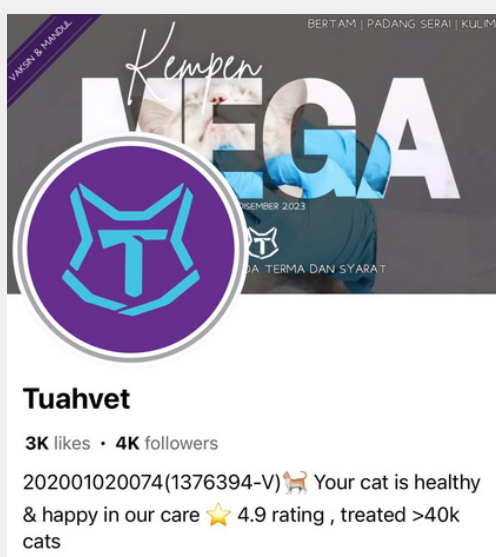 VAKSIN & MANDUL
BERTAM | PADANG SERAI | KULIM
Kempen
MEGA
DISEMBER 2023
T
DA TERMA DAN SYARAT
Tuahvet
3K likes • 4K followers
202001020074(1376394-V)🐈 Your cat is healthy
& happy in our care ⭐ 4.9 rating , treated >40k
cats